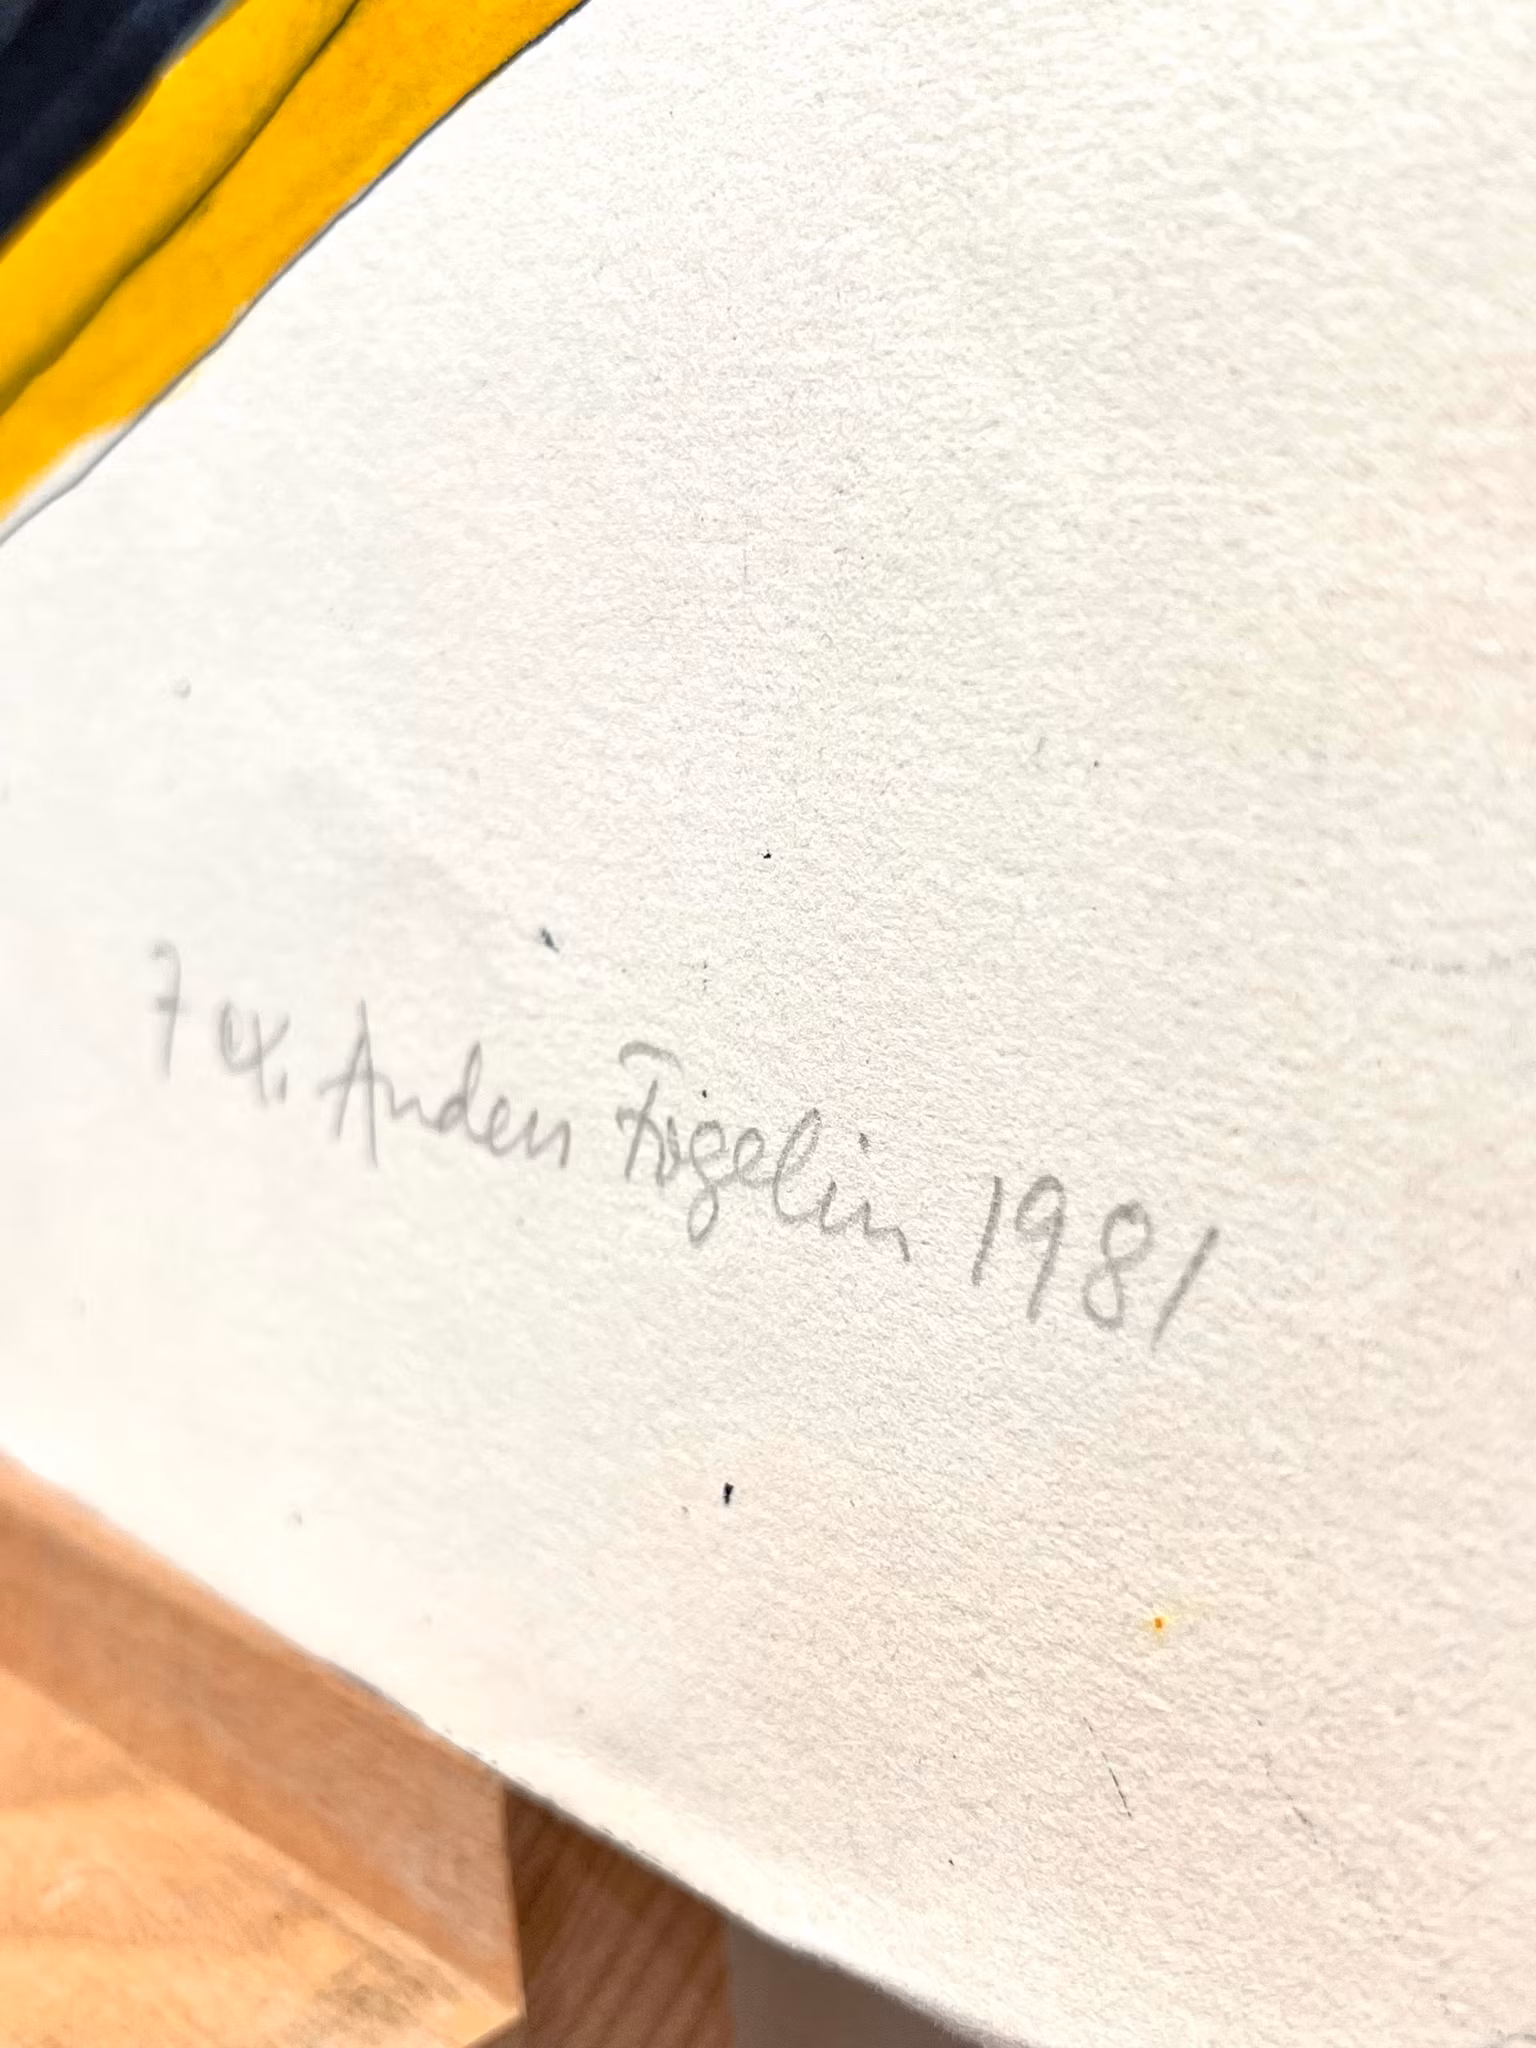 7 ex. Anders Fogelin 1981